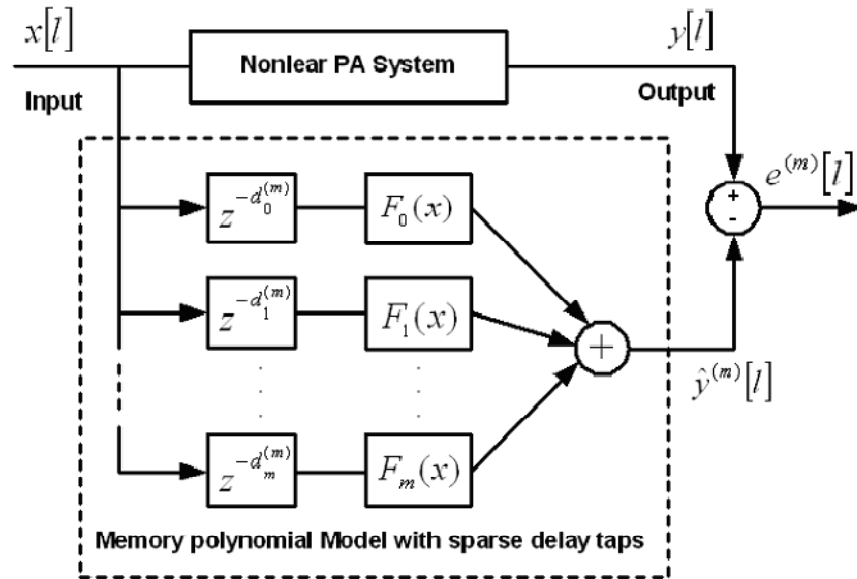 x[l]
y[l]
Nonlear PA System
Input
Output
e^{(m)}[l]
+
-
z^{-d_0^{(m)}}
F_0(x)
z^{-d_1^{(m)}}
F_1(x)
+
ŷ^{(m)}[l]
z^{-d_m^{(m)}}
F_m(x)
Memory polynomial Model with sparse delay taps